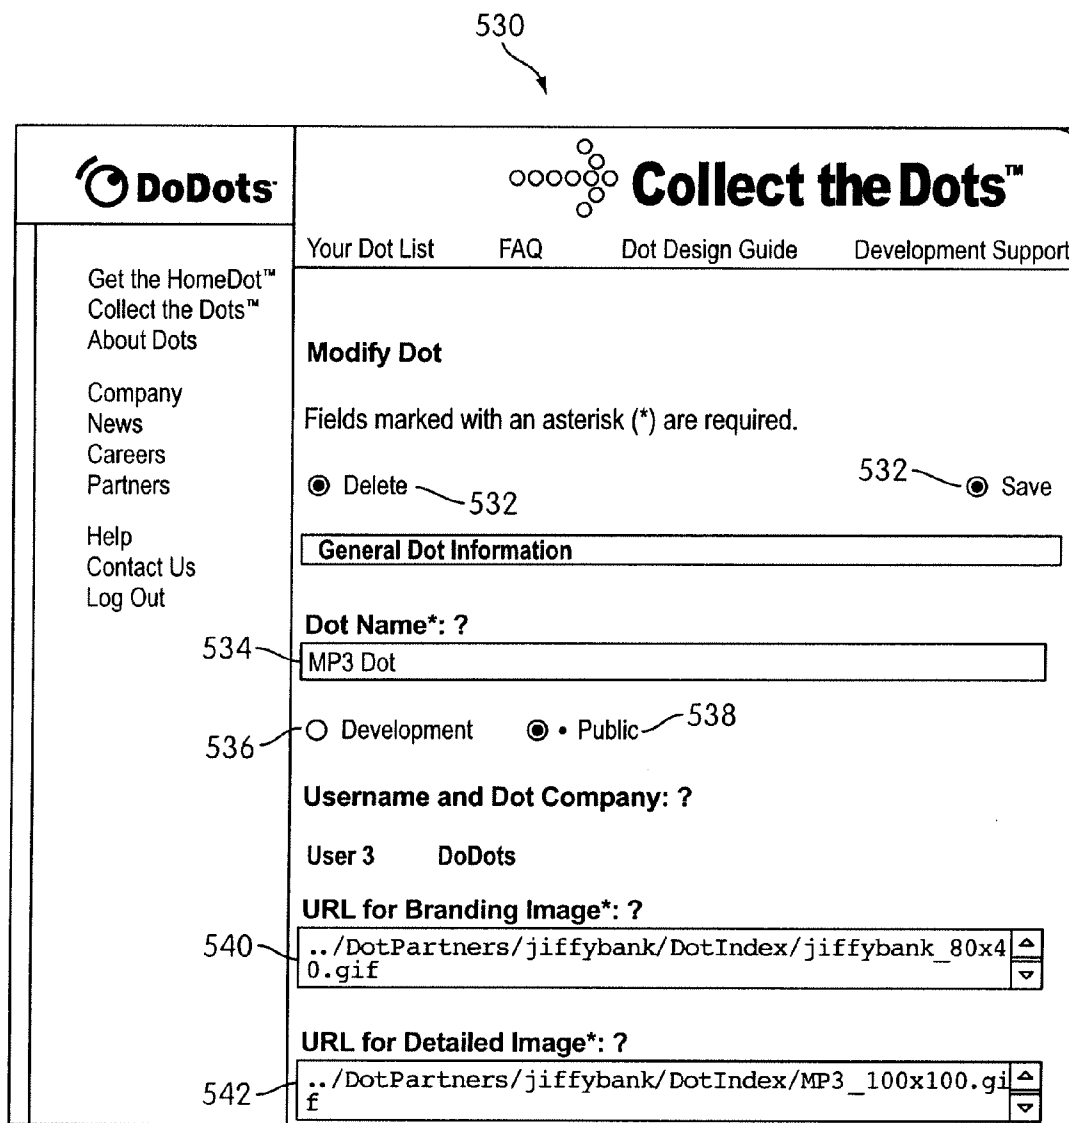 530
DoDots
Collect the Dots™
Your Dot List FAQ Dot Design Guide Development Support
Get the HomeDot™
Collect the Dots™
About Dots
Company
News
Careers
Partners
Help
Contact Us
Log Out
Modify Dot
Fields marked with an asterisk (*) are required.
Delete 532 532 Save
General Dot Information
Dot Name*: ?
534 MP3 Dot
536 Development • Public 538
Username and Dot Company: ?
User 3 DoDots
URL for Branding Image*: ?
540 ../DotPartners/jiffybank/DotIndex/jiffybank_80x4
0.gif
URL for Detailed Image*: ?
542 ../DotPartners/jiffybank/DotIndex/MP3_100x100.gi
f